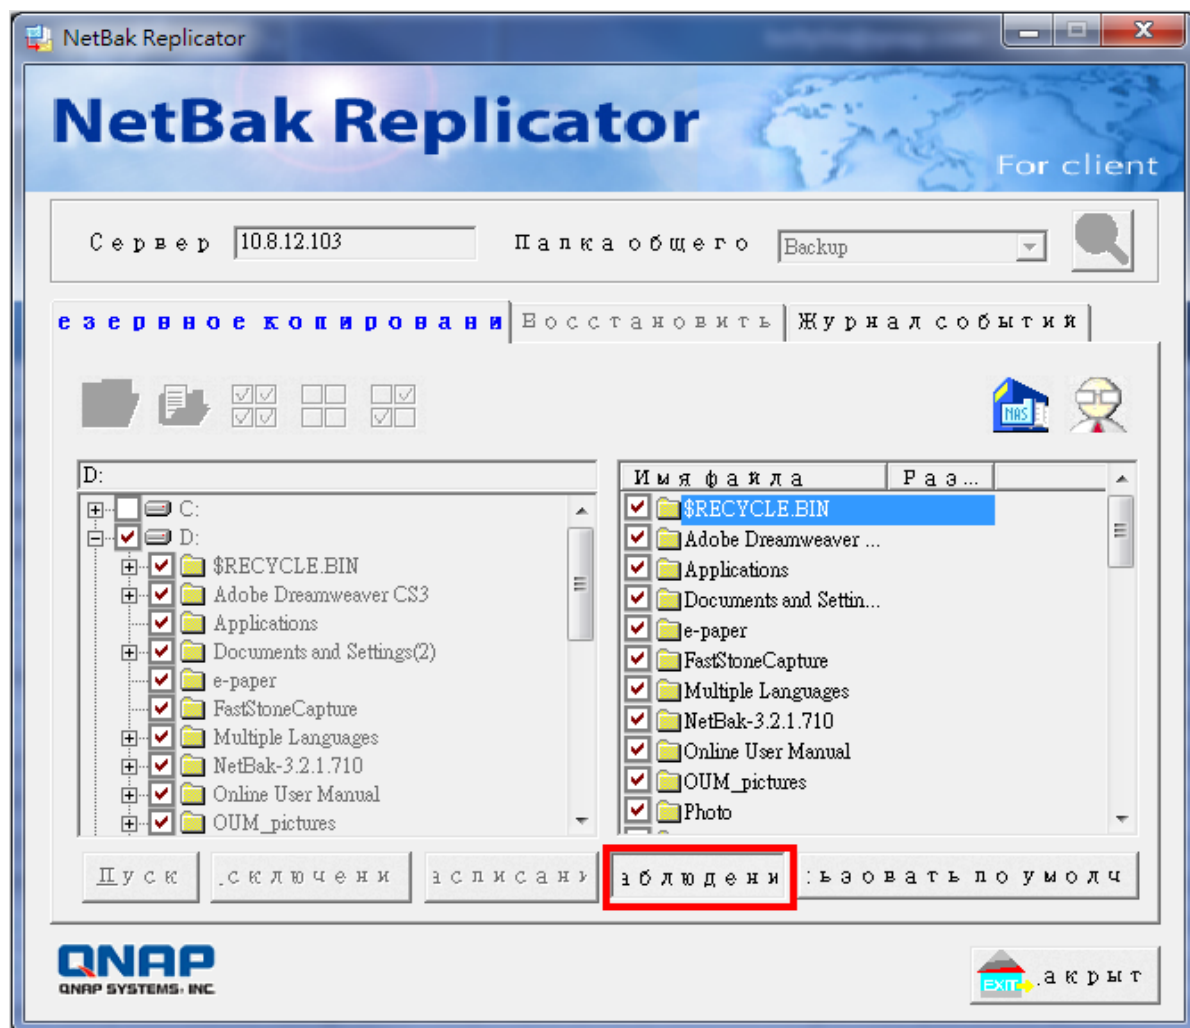 NetBak Replicator
NetBak Replicator
For client
Сервер 10.8.12.103 Папка общего Backup
езервное копировани Восстановить Журнал событий
NAS
D:
Имя файла Раз...
C:
D:
$RECYCLE.BIN
Adobe Dreamweaver CS3
Applications
Documents and Settings(2)
e-paper
FastStoneCapture
Multiple Languages
NetBak-3.2.1.710
Online User Manual
OUM_pictures
$RECYCLE.BIN
Adobe Dreamweaver ...
Applications
Documents and Settin...
e-paper
FastStoneCapture
Multiple Languages
NetBak-3.2.1.710
Online User Manual
OUM_pictures
Photo
Пуск сключени асписани аблюдени ьзовать по умолч
QNAP
QNAP SYSTEMS, INC.
EXIT акрыт